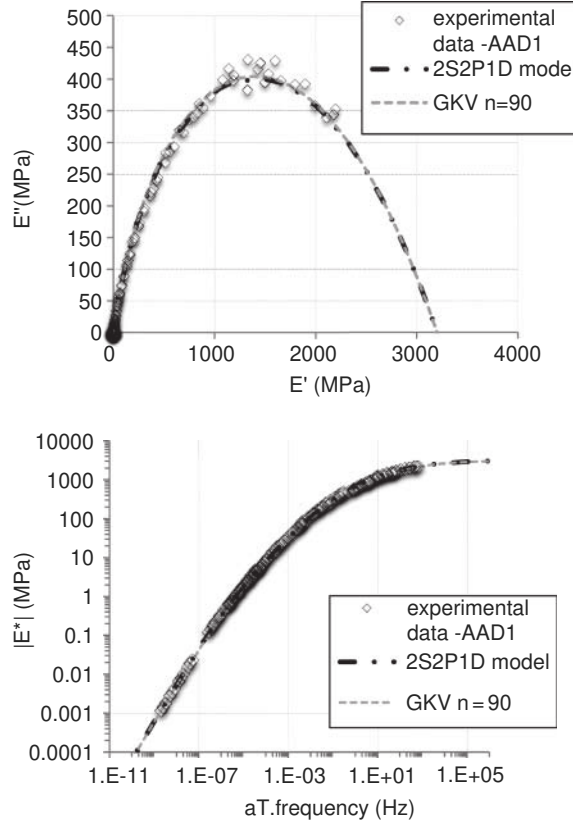 500
450
400
350
300
250
200
150
100
50
0
E"(MPa)
0 1000 2000 3000 4000
E' (MPa)
experimental
data -AAD1
2S2P1D model
GKV n=90
10000
1000
100
10
1
0.1
0.01
0.001
0.0001
|E*| (MPa)
1.E-11 1.E-07 1.E-03 1.E+01 1.E+05
aT.frequency (Hz)
experimental
data -AAD1
2S2P1D model
GKV n = 90